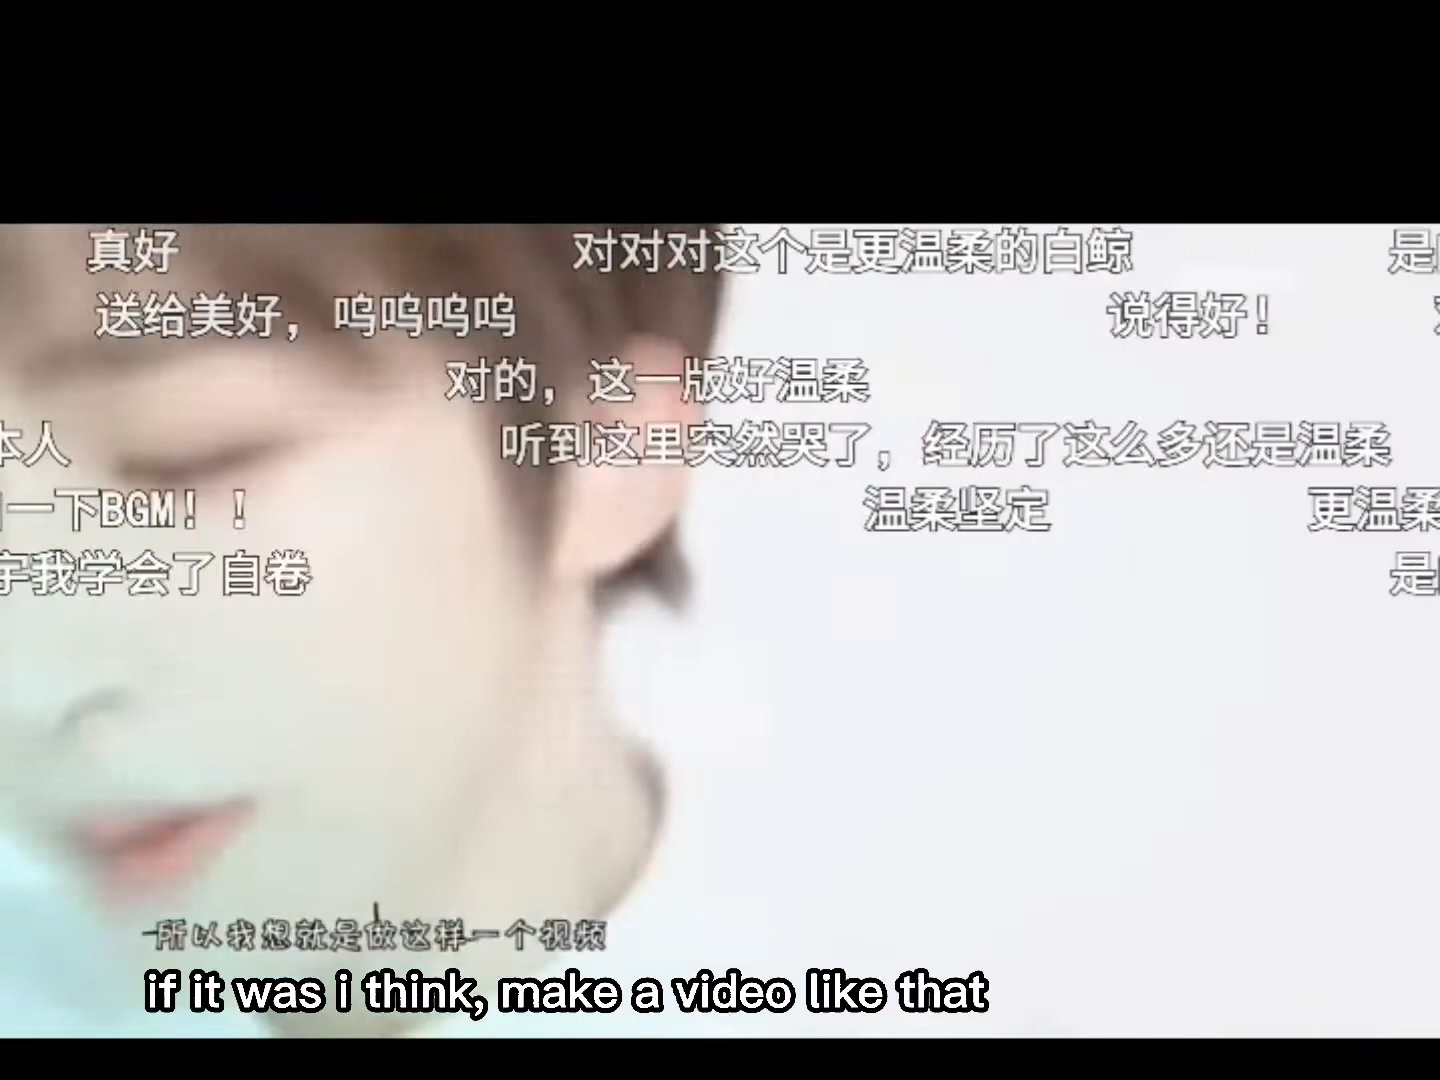 真好 对对对这个是更温柔的白鲸 是
送给美好，呜呜呜呜 说得好！
对的，这一版好温柔
本人 听到这里突然哭了，经历了这么多还是温柔
一下BGM！！ 温柔坚定 更温柔
宇我学会了自卷 是
所以我想就是做这样一个视频
if it was i think, make a video like that